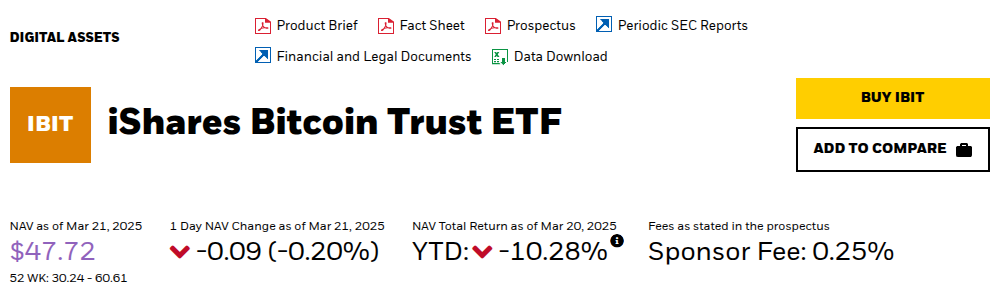 DIGITAL ASSETS
Product Brief Fact Sheet Prospectus Periodic SEC Reports
Financial and Legal Documents Data Download
IBIT
iShares Bitcoin Trust ETF
BUY IBIT
ADD TO COMPARE
NAV as of Mar 21, 2025
$47.72
52 WK: 30.24 - 60.61
1 Day NAV Change as of Mar 21, 2025
-0.09 (-0.20%)
NAV Total Return as of Mar 20, 2025
YTD: -10.28%
Fees as stated in the prospectus
Sponsor Fee: 0.25%